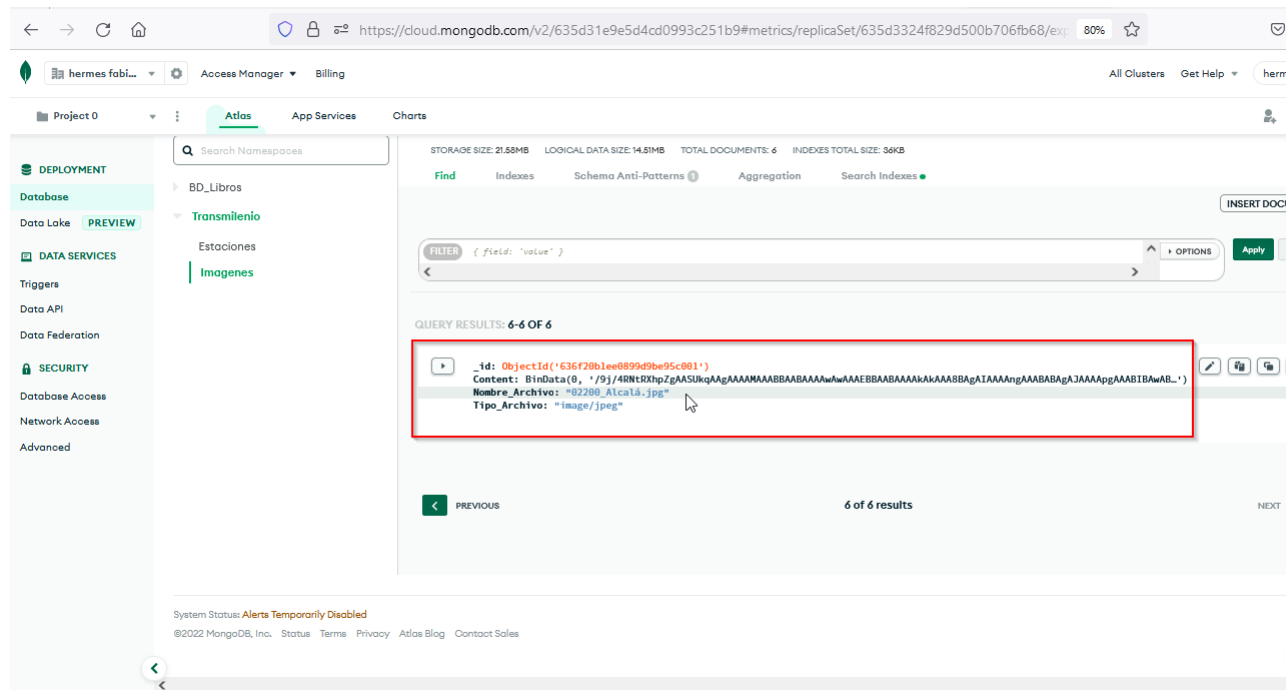 https://cloud.mongodb.com/v2/635d31e9e5d4cd0993c251b9#metrics/replicaSet/635d3324f829d500b706fb68/exp 80%
hermes fabi... Access Manager Billing All Clusters Get Help herm
Project 0 Atlas App Services Charts
DEPLOYMENT
Database
Data Lake PREVIEW
DATA SERVICES
Triggers
Data API
Data Federation
SECURITY
Database Access
Network Access
Advanced
Search Namespaces
BD_Libros
Transmilenio
Estaciones
Imagenes
STORAGE SIZE: 21.58MB LOGICAL DATA SIZE: 14.51MB TOTAL DOCUMENTS: 6 INDEXES TOTAL SIZE: 36KB
Find Indexes Schema Anti-Patterns 1 Aggregation Search Indexes
INSERT DOCU
FILTER { field: 'value' } OPTIONS Apply
QUERY RESULTS: 6-6 OF 6
_id: ObjectId('636f20b1ee0899d9be95c001')
Content: BinData(0, '/9j/4RNtRXhpZgAASUkqAAgAAAAMAAABBAABAAAAwAwAAAEBBAABAAAAkAkAAA8BAgAIAAAAngAAABABAgAJAAAApgAAABIBAwAB…')
Nombre_Archivo: "02200_Alcalá.jpg"
Tipo_Archivo: "image/jpeg"
PREVIOUS 6 of 6 results NEXT
System Status: Alerts Temporarily Disabled
©2022 MongoDB, Inc. Status Terms Privacy Atlas Blog Contact Sales